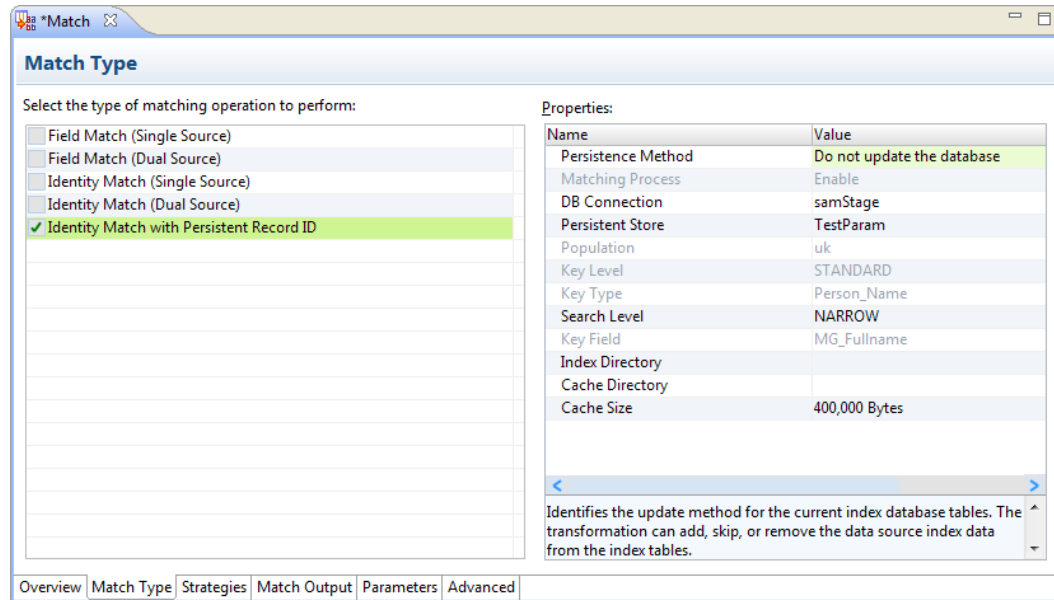 *Match
Match Type
Select the type of matching operation to perform:
Field Match (Single Source)
Field Match (Dual Source)
Identity Match (Single Source)
Identity Match (Dual Source)
Identity Match with Persistent Record ID
Properties:
Name Value
Persistence Method Do not update the database
Matching Process Enable
DB Connection samStage
Persistent Store TestParam
Population uk
Key Level STANDARD
Key Type Person_Name
Search Level NARROW
Key Field MG_Fullname
Index Directory
Cache Directory
Cache Size 400,000 Bytes
Identifies the update method for the current index database tables. The
transformation can add, skip, or remove the data source index data
from the index tables.
Overview Match Type Strategies Match Output Parameters Advanced